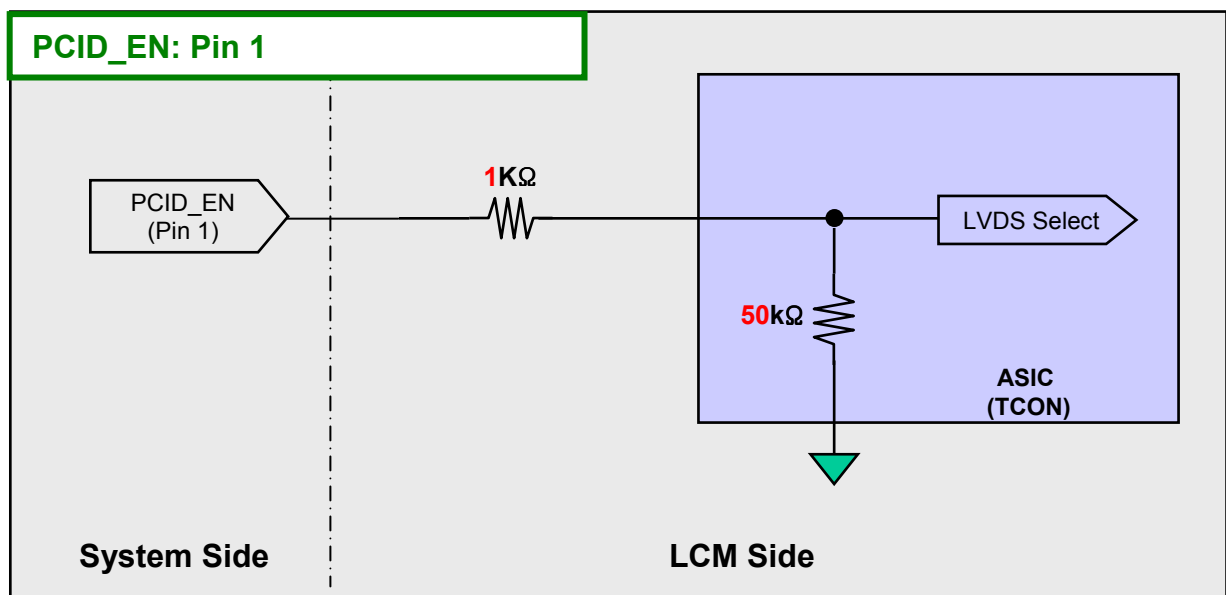 PCID_EN: Pin 1
1KΩ
PCID_EN
(Pin 1)
LVDS Select
50kΩ
ASIC
(TCON)
System Side
LCM Side